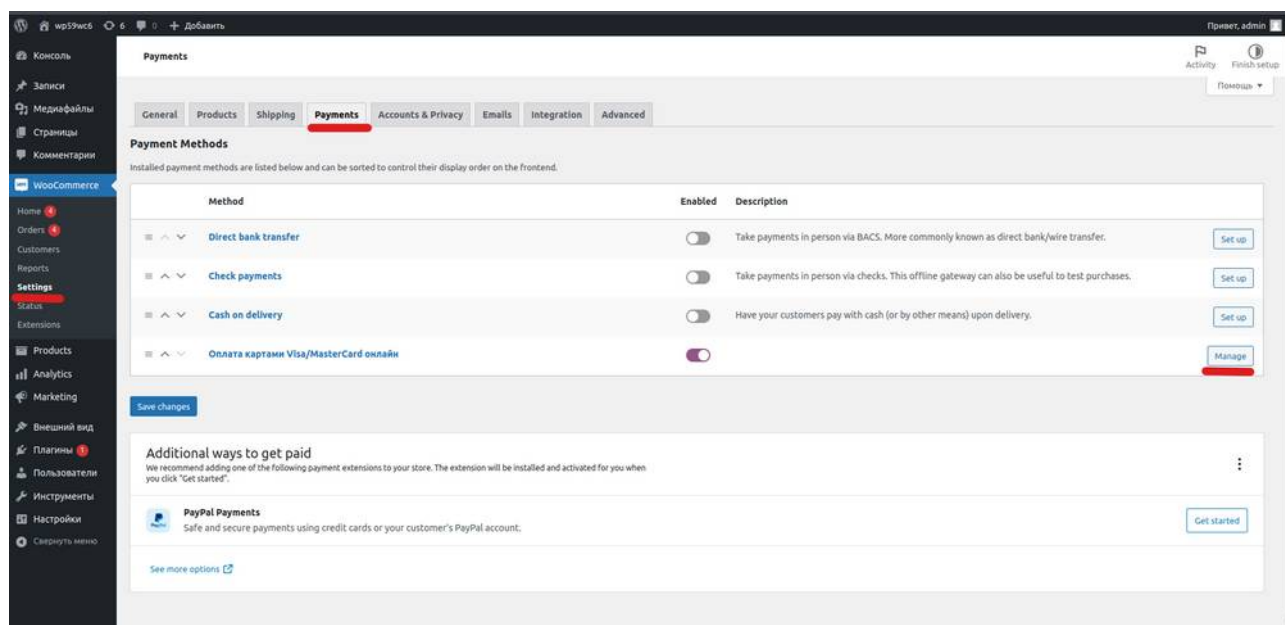 wp59wc6 6 0 + Добавить Привет, admin
Консоль
Записи
Медиафайлы
Страницы
Комментарии
WooCommerce
Home 4
Orders 4
Customers
Reports
Settings
Status
Extensions
Products
Analytics
Marketing
Внешний вид
Плагины 1
Пользователи
Инструменты
Настройки
Свернуть меню
Payments
Activity Finish setup
Помощь
General Products Shipping Payments Accounts & Privacy Emails Integration Advanced
Payment Methods
Installed payment methods are listed below and can be sorted to control their display order on the frontend.
Method Enabled Description
Direct bank transfer Take payments in person via BACS. More commonly known as direct bank/wire transfer. Set up
Check payments Take payments in person via checks. This offline gateway can also be useful to test purchases. Set up
Cash on delivery Have your customers pay with cash (or by other means) upon delivery. Set up
Оплата картами Visa/MasterCard онлайн Manage
Save changes
Additional ways to get paid
We recommend adding one of the following payment extensions to your store. The extension will be installed and activated for you when
you click "Get started".
PayPal Payments
Safe and secure payments using credit cards or your customer's PayPal account.
Get started
See more options